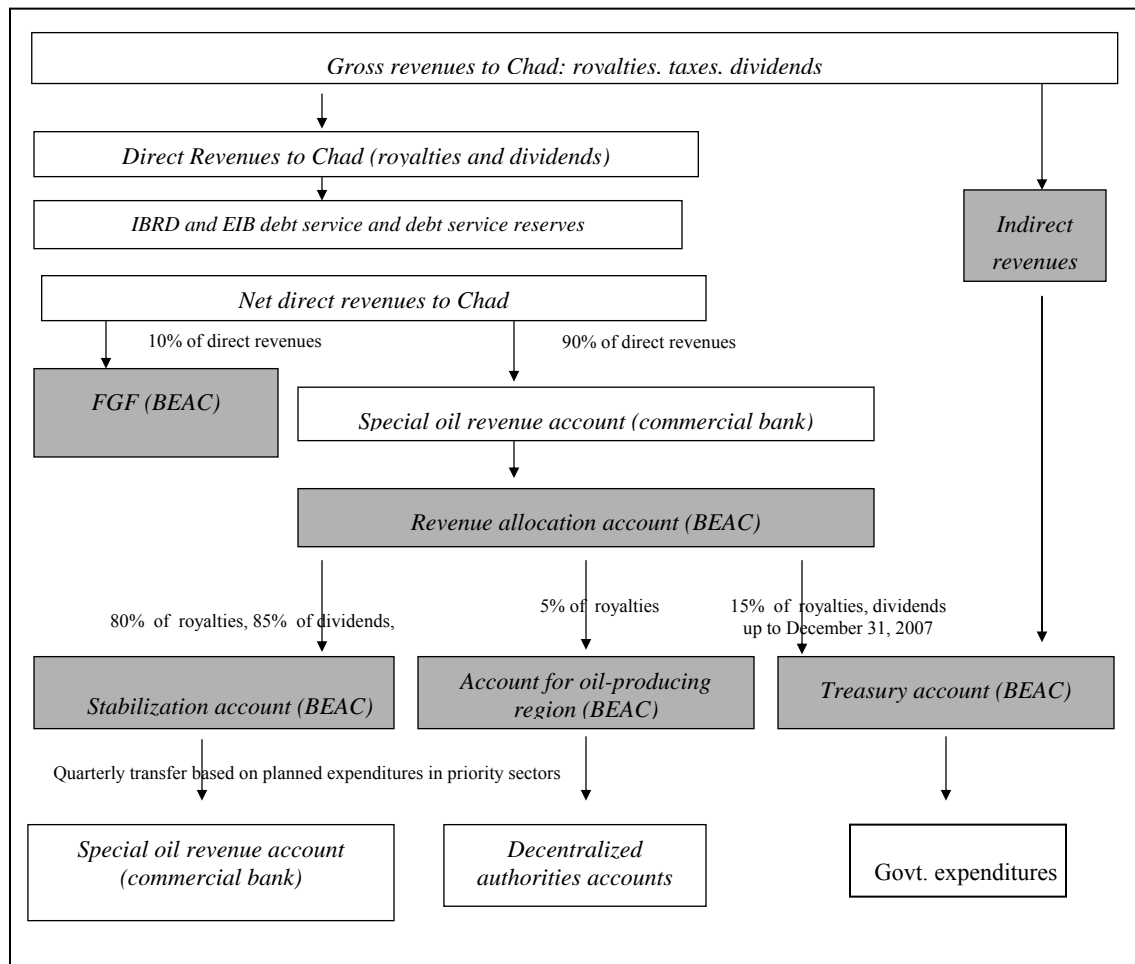 Gross revenues to Chad: royalties. taxes. dividends
Direct Revenues to Chad (royalties and dividends)
IBRD and EIB debt service and debt service reserves
Indirect
revenues
Net direct revenues to Chad
10% of direct revenues
90% of direct revenues
FGF (BEAC)
Special oil revenue account (commercial bank)
Revenue allocation account (BEAC)
80% of royalties, 85% of dividends,
5% of royalties
15% of royalties, dividends
up to December 31, 2007
Stabilization account (BEAC)
Account for oil-producing
region (BEAC)
Treasury account (BEAC)
Quarterly transfer based on planned expenditures in priority sectors
Special oil revenue account
(commercial bank)
Decentralized
authorities accounts
Govt. expenditures